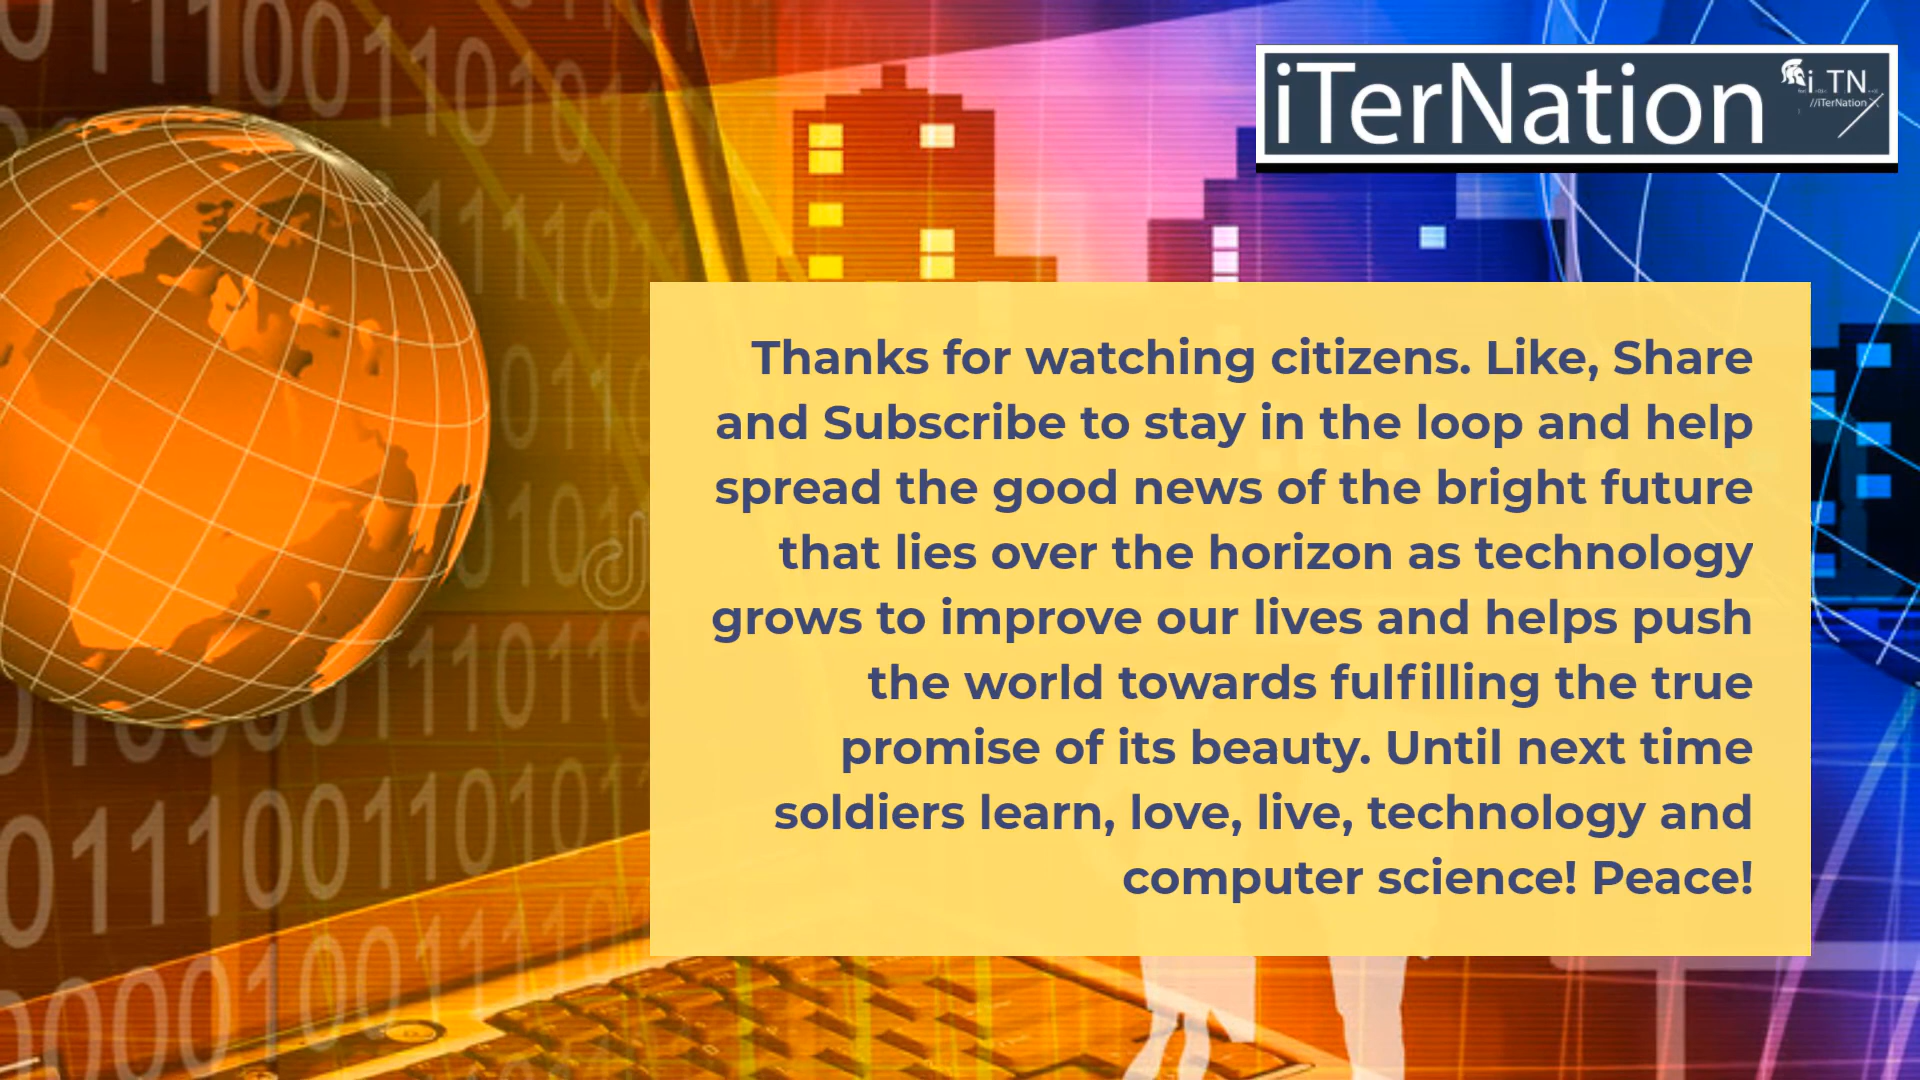 iTerNation
i TN
//iTerNation
Thanks for watching citizens. Like, Share
and Subscribe to stay in the loop and help
spread the good news of the bright future
that lies over the horizon as technology
grows to improve our lives and helps push
the world towards fulfilling the true
promise of its beauty. Until next time
soldiers learn, love, live, technology and
computer science! Peace!